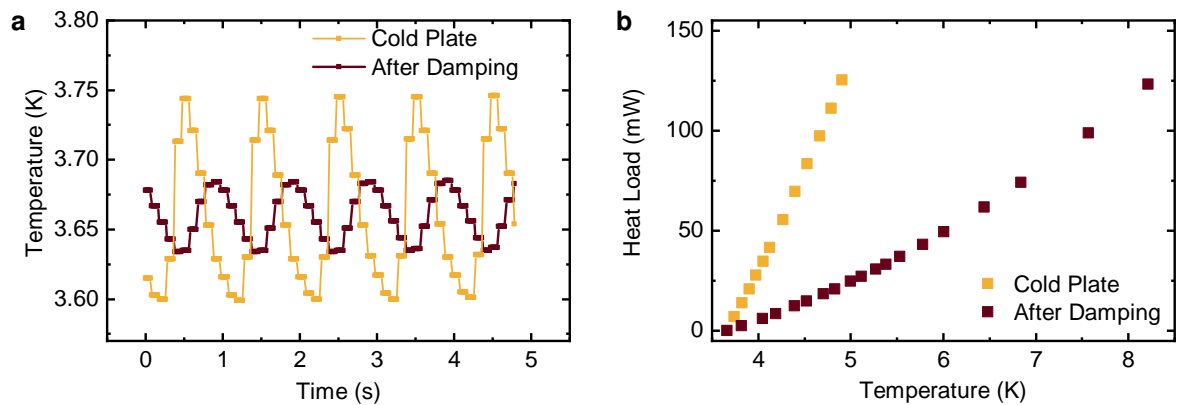 a
3.80
3.75
3.70
3.65
3.60
Temperature (K)
Cold Plate
After Damping
0 1 2 3 4 5
Time (s)
b
150
100
50
0
Heat Load (mW)
Cold Plate
After Damping
4 5 6 7 8
Temperature (K)